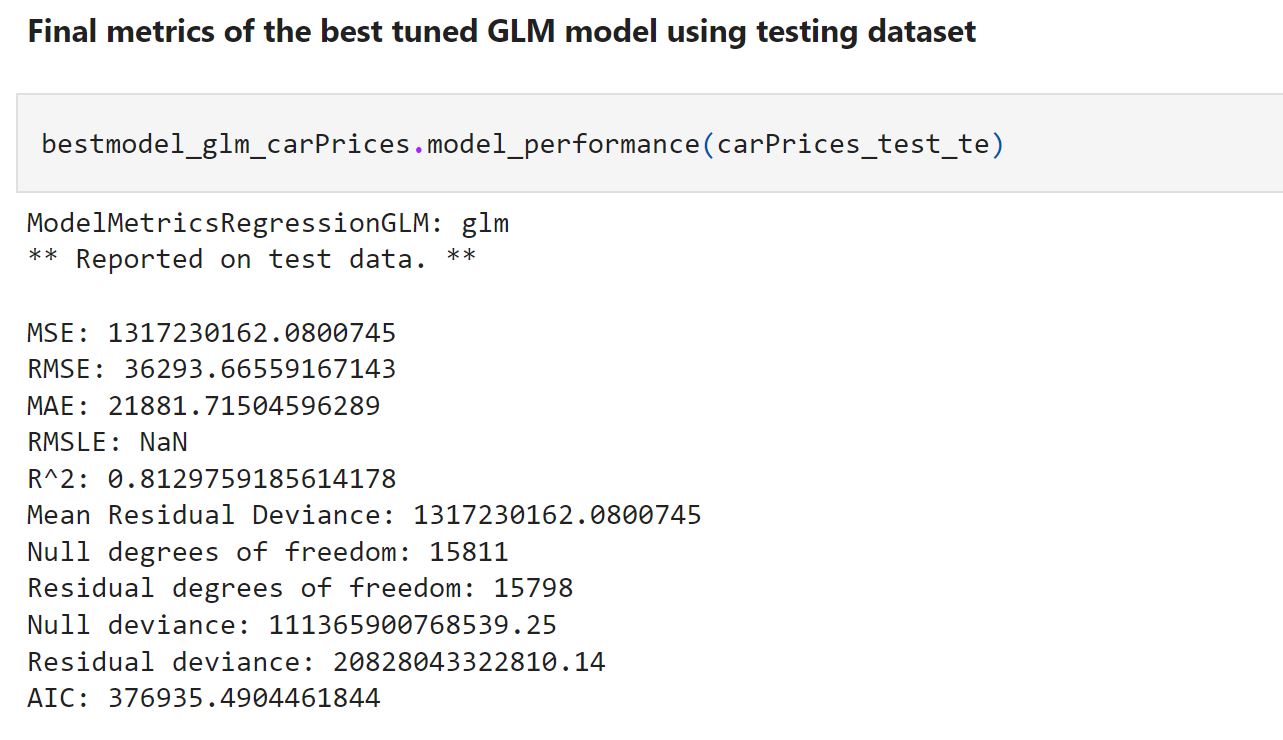 Final metrics of the best tuned GLM model using testing dataset
bestmodel_glm_carPrices.model_performance(carPrices_test_te)
ModelMetricsRegressionGLM: glm
** Reported on test data. **
MSE: 1317230162.0800745
RMSE: 36293.66559167143
MAE: 21881.71504596289
RMSLE: NaN
R^2: 0.8129759185614178
Mean Residual Deviance: 1317230162.0800745
Null degrees of freedom: 15811
Residual degrees of freedom: 15798
Null deviance: 111365900768539.25
Residual deviance: 20828043322810.14
AIC: 376935.4904461844